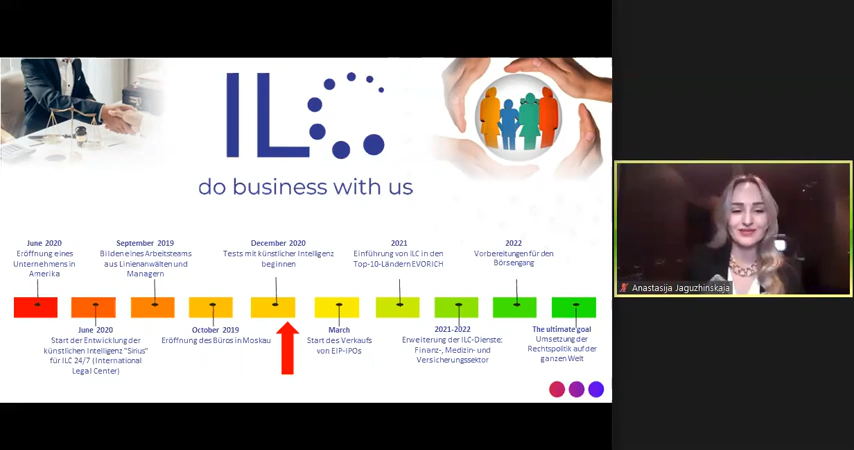 ILC
do business with us
June 2020
Eröffnung eines
Unternehmens in
Amerika
September 2019
Bilden eines Arbeitsteams
aus Linienanwälten und
Managern
December 2020
Tests mit künstlicher Intelligenz
beginnen
2021
Einführung von ILC in den
Top-10-Ländern EVORICH
2022
Vorbereitungen für den
Börsengang
June 2020
Start der Entwicklung der
künstlichen Intelligenz "Sirius"
für ILC 24/7 (International
Legal Center)
October 2019
Eröffnung des Büros in Moskau
March
Start des Verkaufs
von EIP-IPOs
2021-2022
Erweiterung der ILC-Dienste:
Finanz-, Medizin- und
Versicherungssektor
The ultimate goal
Umsetzung der
Rechtspolitik auf der
ganzen Welt
Anastasija Jaguzhinskaja